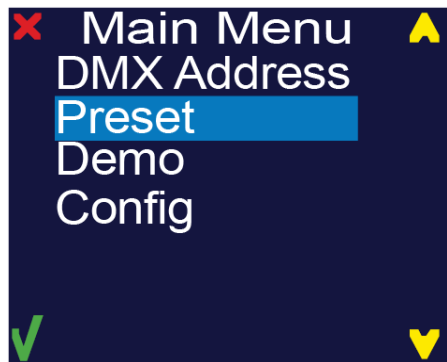 Main Menu
DMX Address
Preset
Demo
Config